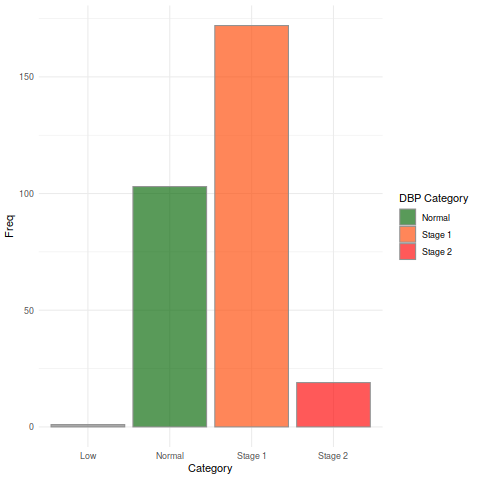 150
100
50
0
Freq
Low Normal Stage 1 Stage 2
Category
DBP Category
Normal
Stage 1
Stage 2